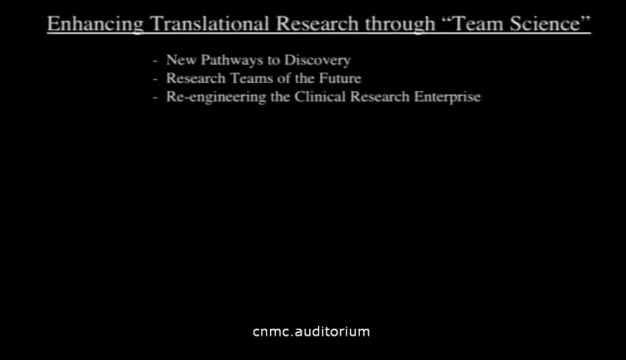 Enhancing Translational Research through “Team Science”
- New Pathways to Discovery
- Research Teams of the Future
- Re-engineering the Clinical Research Enterprise
cnmc.auditorium